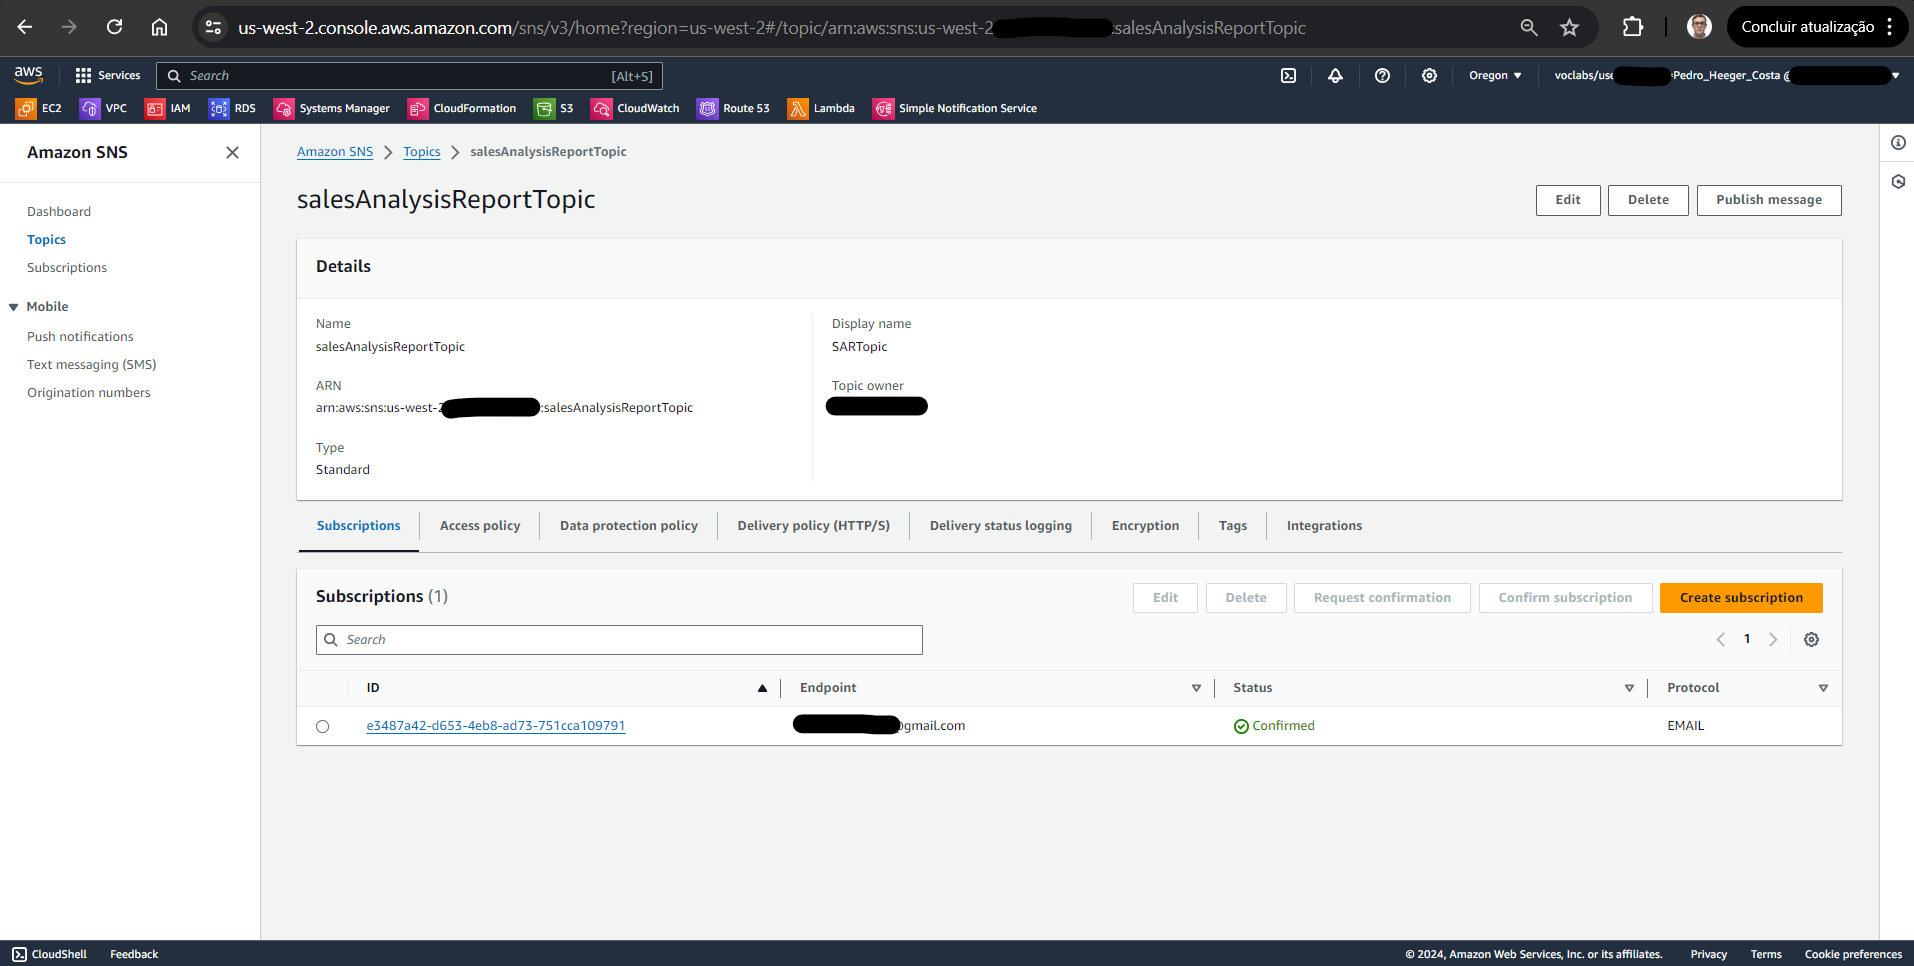 us-west-2.console.aws.amazon.com/sns/v3/home?region=us-west-2#/topic/arn:aws:sns:us-west-2 :salesAnalysisReportTopic
Concluir atualização
aws
Services
Search [Alt+S]
Oregon
voclabs/use Pedro_Heeger_Costa @
EC2 VPC IAM RDS Systems Manager CloudFormation S3 CloudWatch Route 53 Lambda Simple Notification Service
Amazon SNS
Dashboard
Topics
Subscriptions
Mobile
Push notifications
Text messaging (SMS)
Origination numbers
Amazon SNS Topics salesAnalysisReportTopic
salesAnalysisReportTopic
Edit Delete Publish message
Details
Name
salesAnalysisReportTopic
ARN
arn:aws:sns:us-west-2 :salesAnalysisReportTopic
Type
Standard
Display name
SARTopic
Topic owner
Subscriptions Access policy Data protection policy Delivery policy (HTTP/S) Delivery status logging Encryption Tags Integrations
Subscriptions (1)
Edit Delete Request confirmation Confirm subscription Create subscription
Search
1
ID Endpoint Status Protocol
e3487a42-d653-4eb8-ad73-751cca109791 @gmail.com Confirmed EMAIL
CloudShell Feedback
© 2024, Amazon Web Services, Inc. or its affiliates. Privacy Terms Cookie preferences